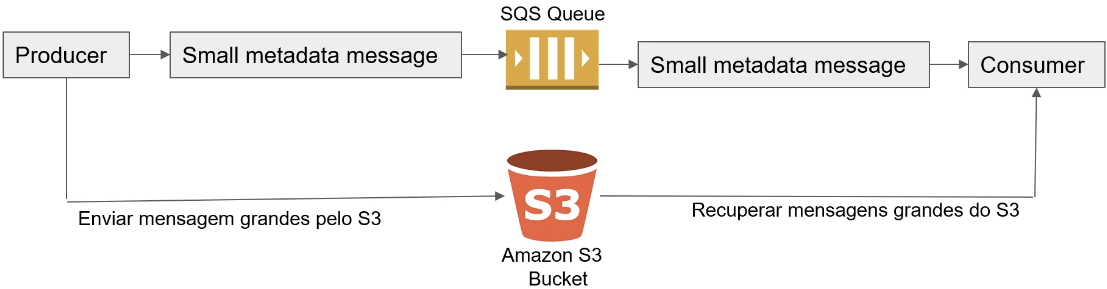 SQS Queue
Producer
Small metadata message
Small metadata message
Consumer
S3
Enviar mensagem grandes pelo S3
Recuperar mensagens grandes do S3
Amazon S3
Bucket